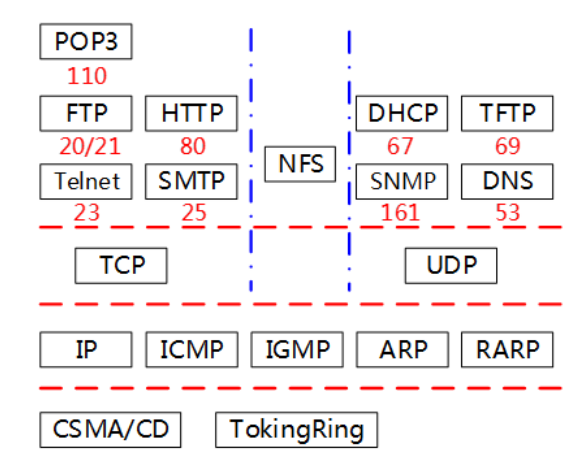 POP3
110
FTP HTTP DHCP TFTP
20/21 80 67 69
NFS
Telnet SMTP SNMP DNS
23 25 161 53
TCP UDP
IP ICMP IGMP ARP RARP
CSMA/CD TokingRing